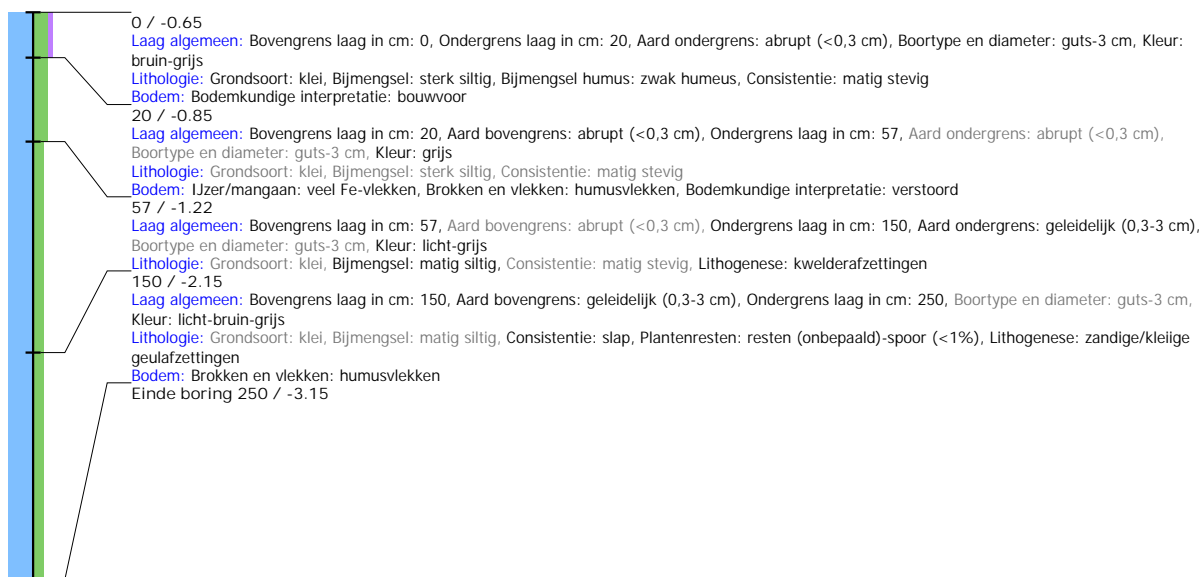 0 / -0.65
Laag algemeen: Bovengrens laag in cm: 0, Ondergrens laag in cm: 20, Aard ondergrens: abrupt (<0,3 cm), Boortype en diameter: guts-3 cm, Kleur:
bruin-grijs
Lithologie: Grondsoort: klei, Bijmengsel: sterk siltig, Bijmengsel humus: zwak humeus, Consistentie: matig stevig
Bodem: Bodemkundige interpretatie: bouwvoor
20 / -0.85
Laag algemeen: Bovengrens laag in cm: 20, Aard bovengrens: abrupt (<0,3 cm), Ondergrens laag in cm: 57, Aard ondergrens: abrupt (<0,3 cm),
Boortype en diameter: guts-3 cm, Kleur: grijs
Lithologie: Grondsoort: klei, Bijmengsel: sterk siltig, Consistentie: matig stevig
Bodem: IJzer/mangaan: veel Fe-vlekken, Brokken en vlekken: humusvlekken, Bodemkundige interpretatie: verstoord
57 / -1.22
Laag algemeen: Bovengrens laag in cm: 57, Aard bovengrens: abrupt (<0,3 cm), Ondergrens laag in cm: 150, Aard ondergrens: geleidelijk (0,3-3 cm),
Boortype en diameter: guts-3 cm, Kleur: licht-grijs
Lithologie: Grondsoort: klei, Bijmengsel: matig siltig, Consistentie: matig stevig, Lithogenese: kwelderafzettingen
150 / -2.15
Laag algemeen: Bovengrens laag in cm: 150, Aard bovengrens: geleidelijk (0,3-3 cm), Ondergrens laag in cm: 250, Boortype en diameter: guts-3 cm,
Kleur: licht-bruin-grijs
Lithologie: Grondsoort: klei, Bijmengsel: matig siltig, Consistentie: slap, Plantenresten: resten (onbepaald)-spoor (<1%), Lithogenese: zandige/kleiige
geulafzettingen
Bodem: Brokken en vlekken: humusvlekken
Einde boring 250 / -3.15